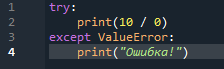 1 try:
2     print(10 / 0)
3 except ValueError:
4     print("Ошибка!")